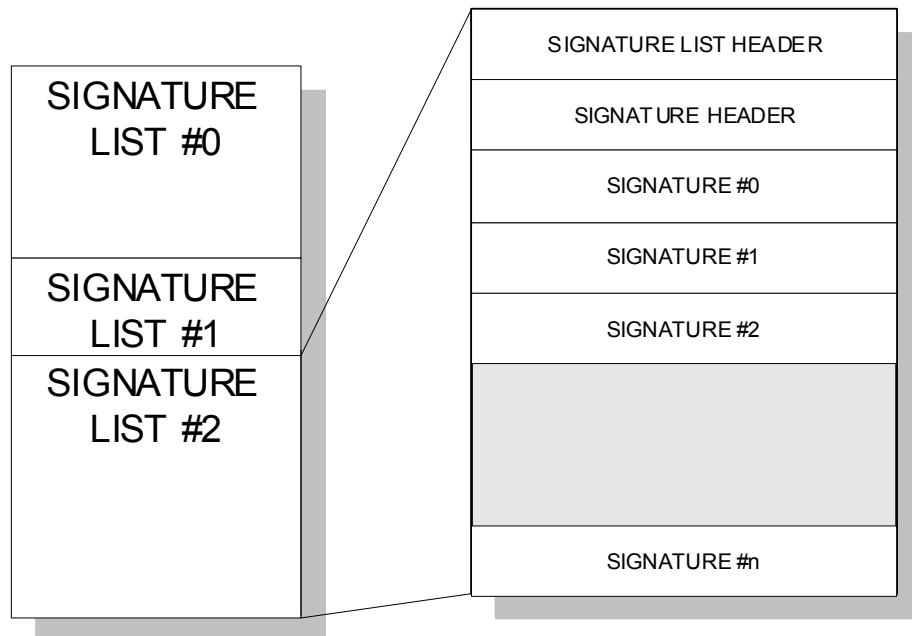 SIGNATURE
LIST #0
SIGNATURE
LIST #1
SIGNATURE
LIST #2
SIGNATURE LIST HEADER
SIGNATURE HEADER
SIGNATURE #0
SIGNATURE #1
SIGNATURE #2
SIGNATURE #n